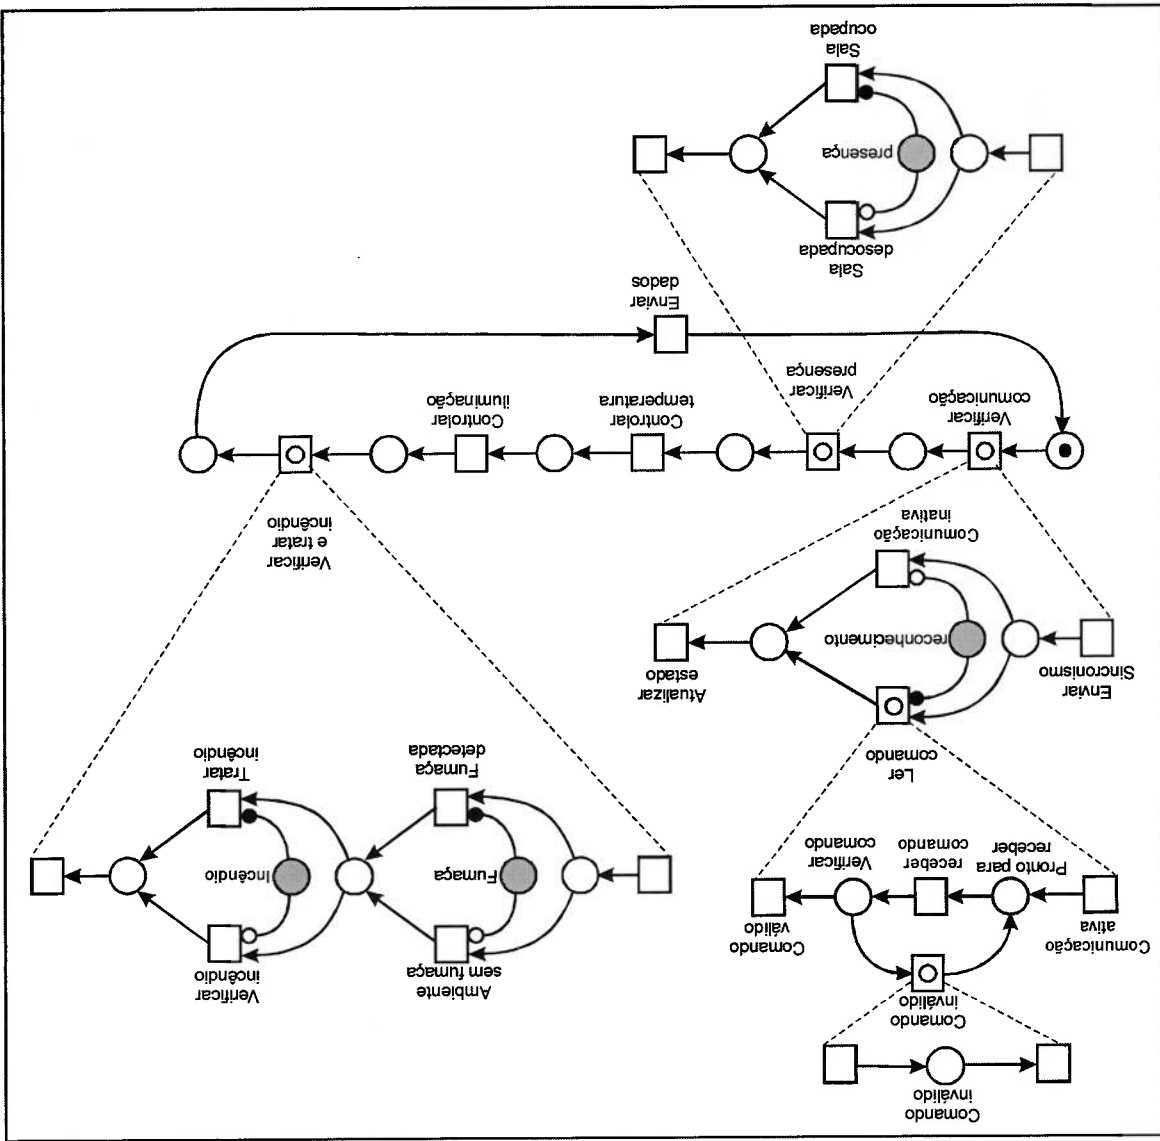 Comando
inválido
Comando
inválido
Comunicação
ativa
Comando
válido
Pronto para
receber
receber
comando
Verificar
comando
Ambiente
sem fumaça
Verificar
incêndio
Fumaça
Incêndio
Fumaça
detectada
Tratar
incêndio
Ler
comando
Enviar
Sincronismo
Atualizar
estado
reconhecimento
Comunicação
inativa
Verificar
e tratar
incêndio
Verificar
comunicação
Verificar
presença
Controlar
temperatura
Controlar
iluminação
Enviar
dados
Sala
desocupada
presença
Sala
ocupada